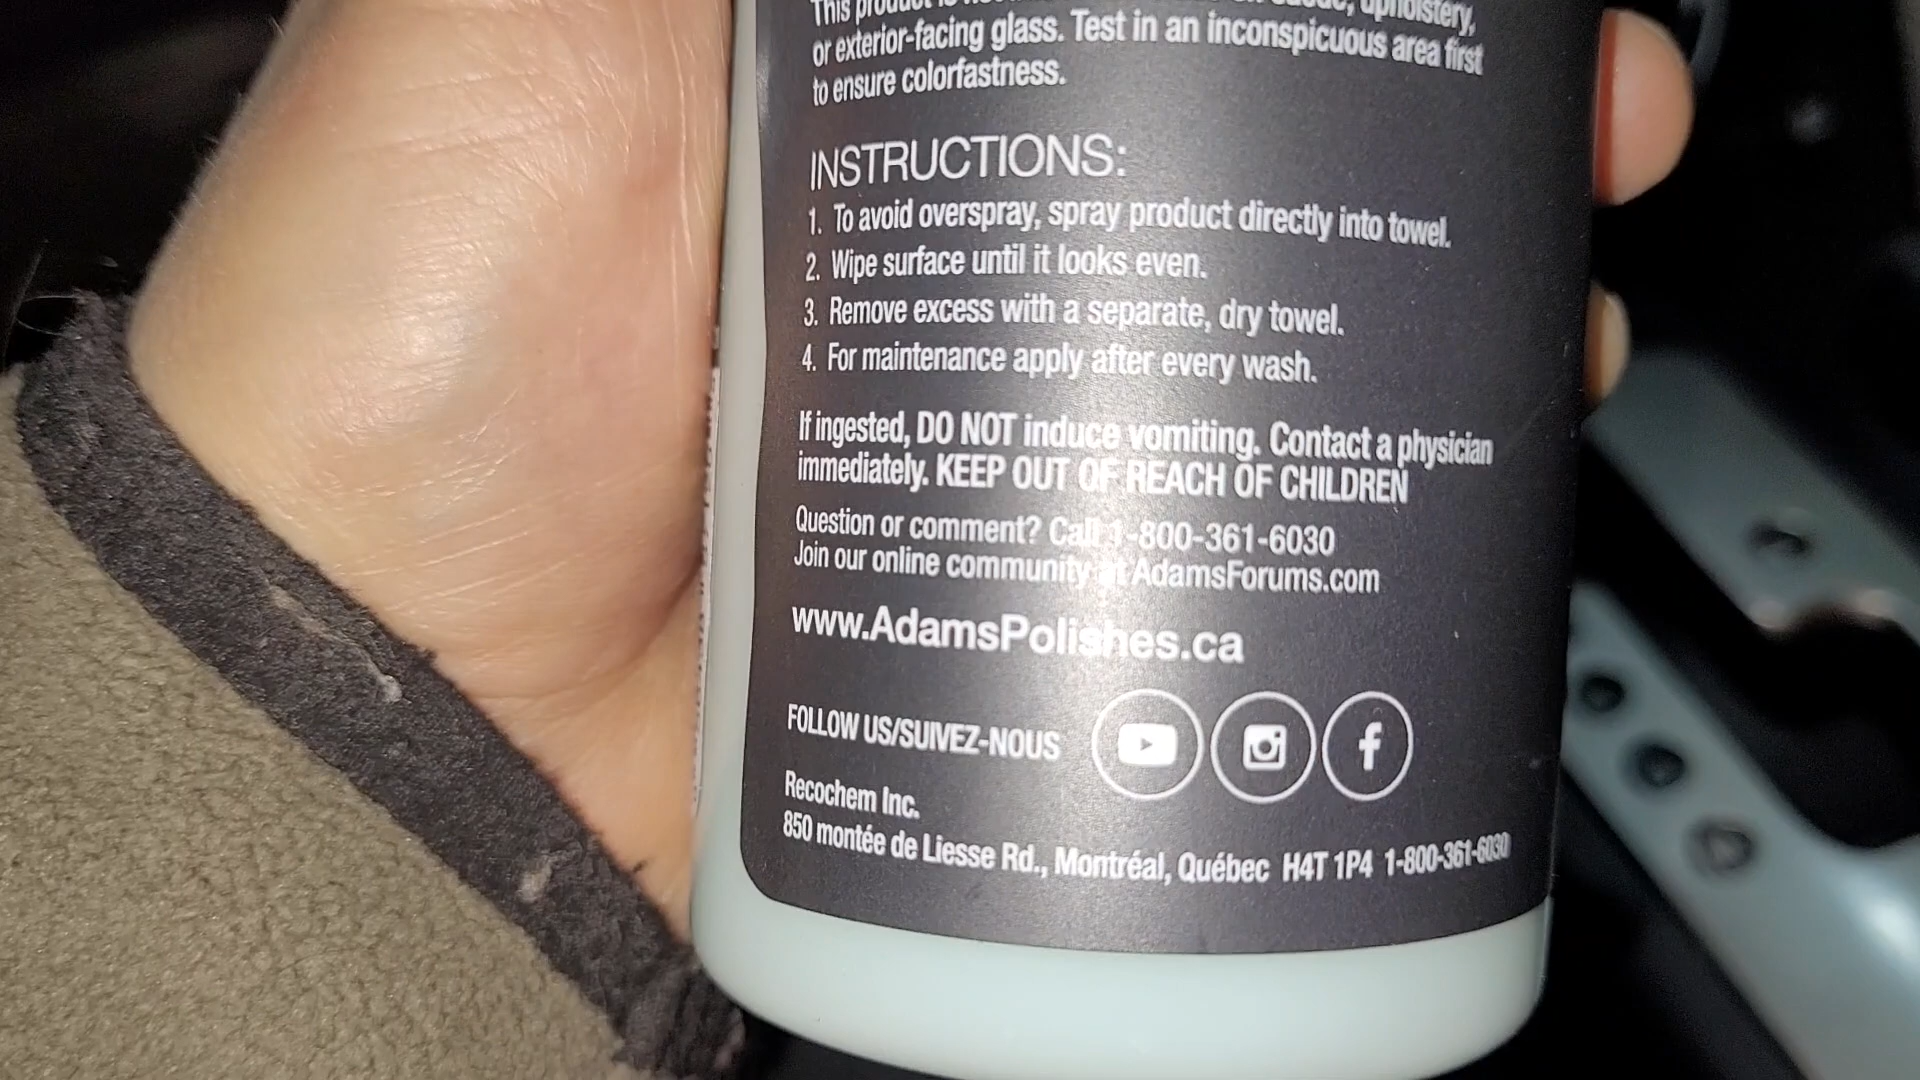 This product is upholstery,
or exterior-facing glass. Test in an inconspicuous area first
to ensure colorfastness.
INSTRUCTIONS:
1. To avoid overspray, spray product directly into towel.
2. Wipe surface until it looks even.
3. Remove excess with a separate, dry towel.
4. For maintenance apply after every wash.
If ingested, DO NOT induce vomiting. Contact a physician
immediately. KEEP OUT OF REACH OF CHILDREN
Question or comment? Call 1-800-361-6030
Join our online community at AdamsForums.com
www.AdamsPolishes.ca
FOLLOW US/SUIVEZ-NOUS
Recochem Inc.
850 montée de Liesse Rd., Montréal, Québec H4T 1P4 1-800-361-6030